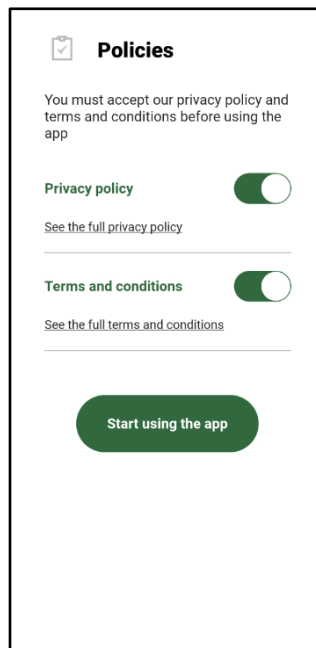 Policies
You must accept our privacy policy and
terms and conditions before using the
app
Privacy policy
See the full privacy policy
Terms and conditions
See the full terms and conditions
Start using the app